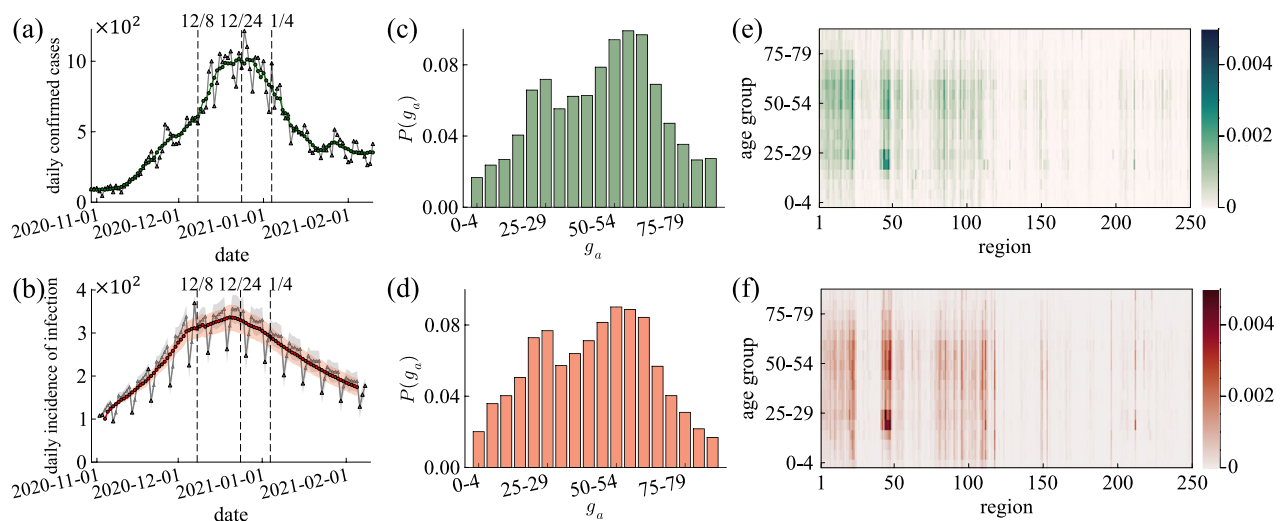 (a)
×10²
12/8 12/24 1/4
daily confirmed cases
10
5
0
2020-11-01
2020-12-01
2021-01-01
2021-02-01
date
(c)
P(gₐ)
0.08
0.04
0.00
0-4
25-29
50-54
75-79
gₐ
(e)
age group
75-79
50-54
25-29
0-4
1 50 100 150 200 250
region
0.004
0.002
0
(b)
×10²
12/8 12/24 1/4
daily incidence of infection
4
3
2
1
0
2020-11-01
2020-12-01
2021-01-01
2021-02-01
date
(d)
P(gₐ)
0.08
0.04
0.00
0-4
25-29
50-54
75-79
gₐ
(f)
age group
75-79
50-54
25-29
0-4
1 50 100 150 200 250
region
0.004
0.002
0